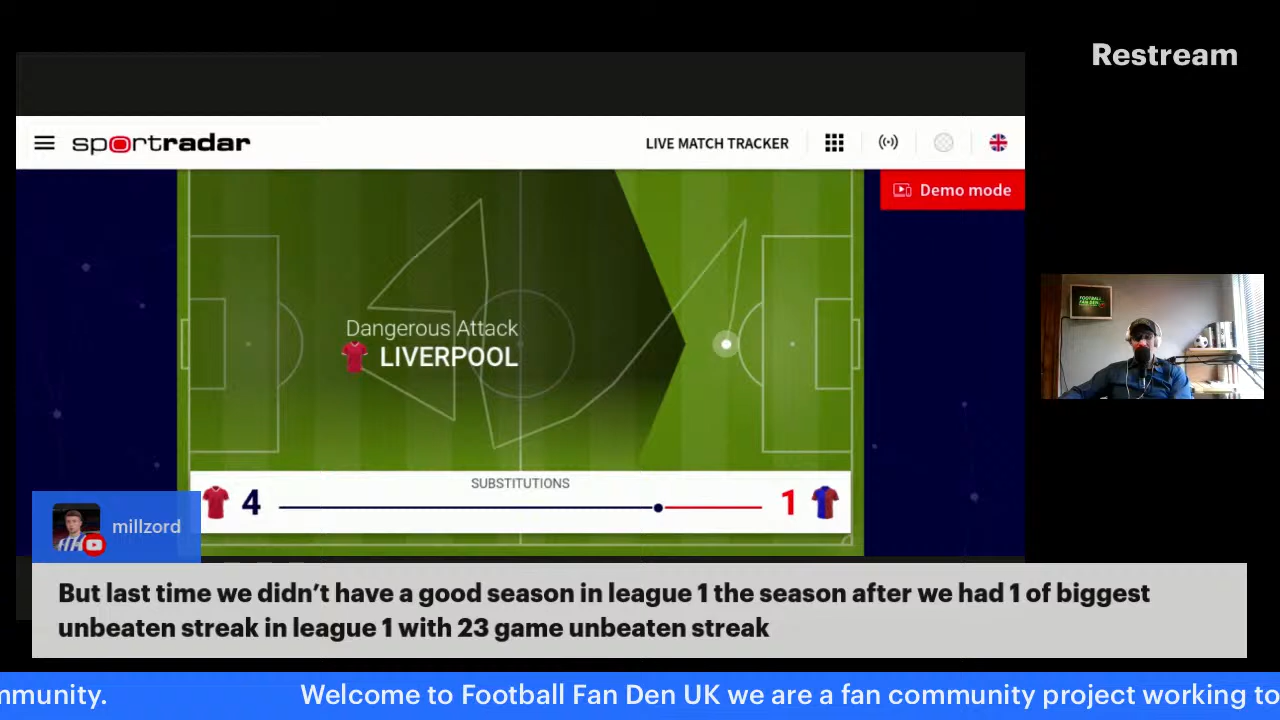 Restream
sportradar
LIVE MATCH TRACKER
Demo mode
Dangerous Attack
LIVERPOOL
SUBSTITUTIONS
4
1
millzord
But last time we didn’t have a good season in league 1 the season after we had 1 of biggest
unbeaten streak in league 1 with 23 game unbeaten streak
mmunity. Welcome to Football Fan Den UK we are a fan community project working to
FOOTBALL
FAN DEN